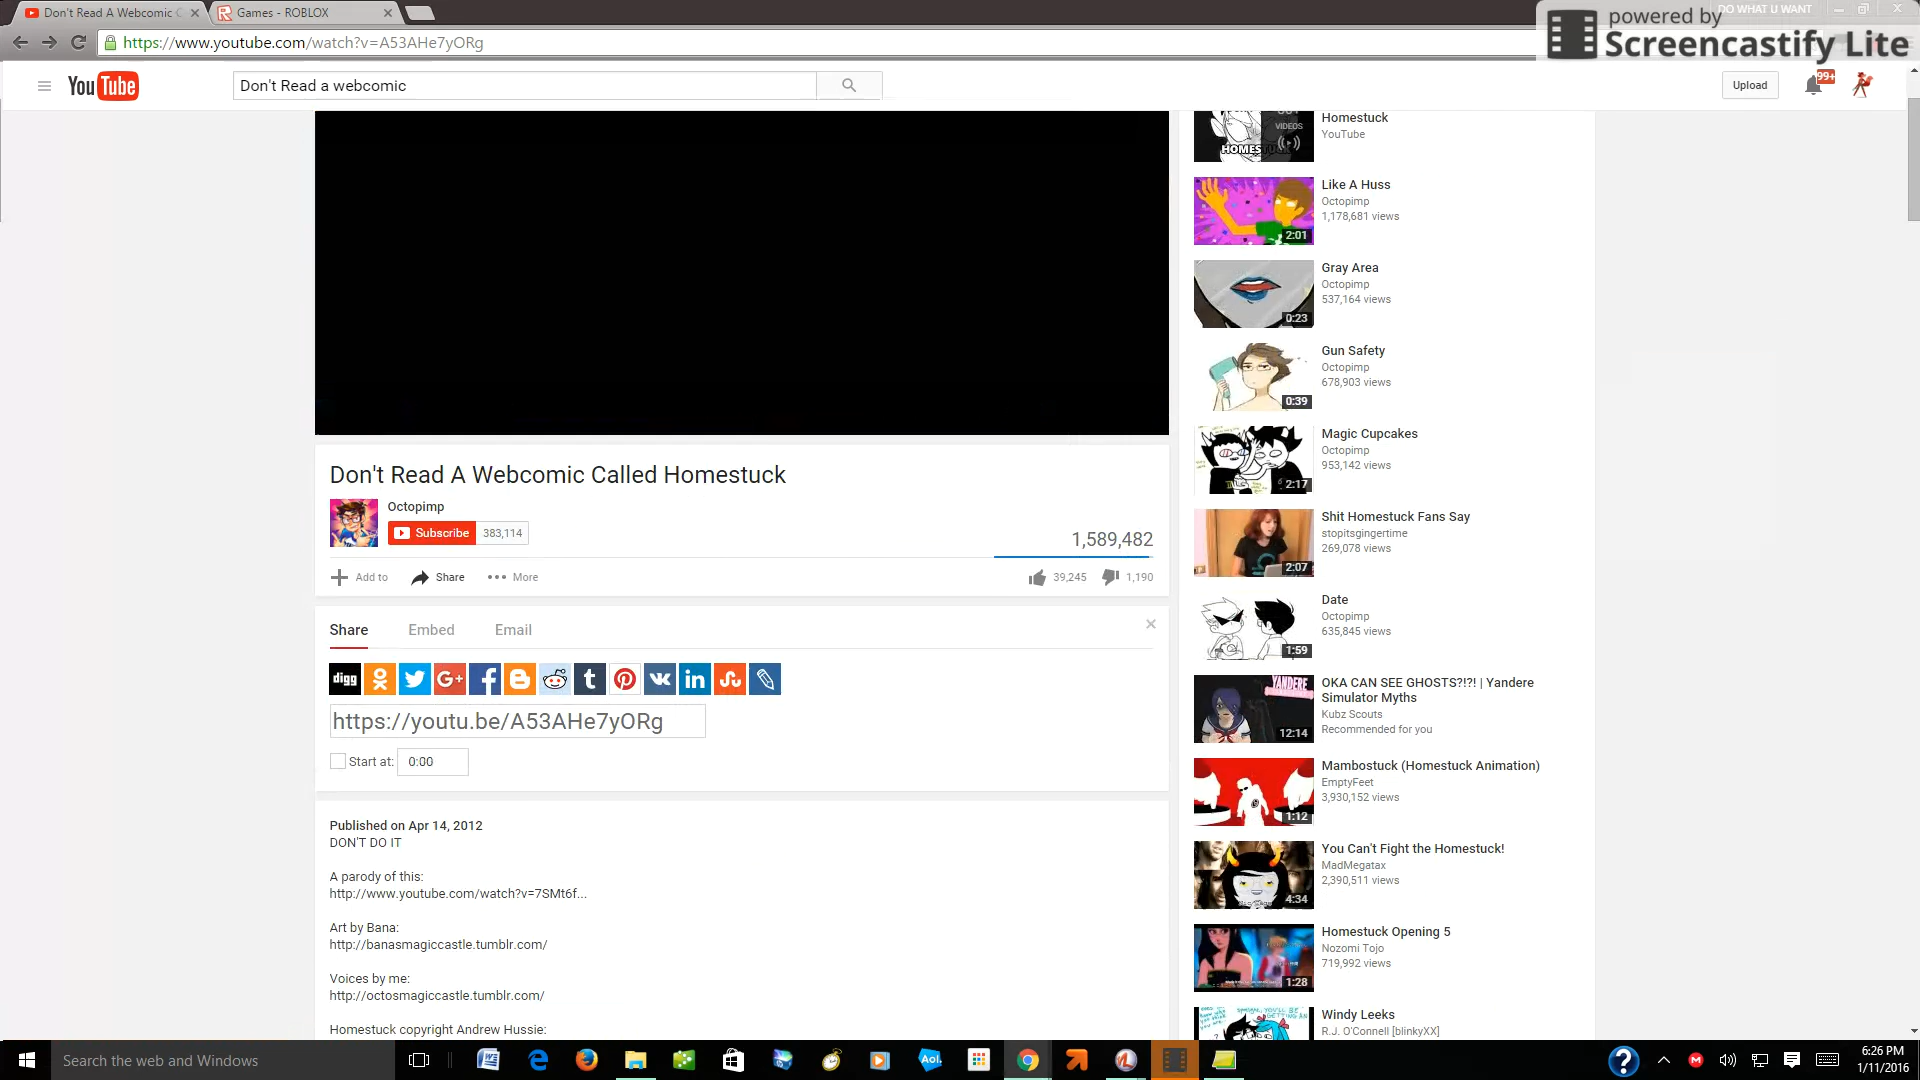 Don't Read A Webcomic C
Games - ROBLOX
DO WHAT U WANT
powered by
Screencastify Lite
https://www.youtube.com/watch?v=A53AHe7yORg
YouTube
Don't Read a webcomic
Upload
99+
Don't Read A Webcomic Called Homestuck
Octopimp
Subscribe 383,114
1,589,482
Add to Share More
39,245 1,190
Share Embed Email
digg
G+
t
VK
in
https://youtu.be/A53AHe7yORg
Start at: 0:00
Published on Apr 14, 2012
DON'T DO IT
A parody of this:
http://www.youtube.com/watch?v=7SMt6f...
Art by Bana:
http://banasmagiccastle.tumblr.com/
Voices by me:
http://octosmagiccastle.tumblr.com/
Homestuck copyright Andrew Hussie:
VIDEOS
Homestuck
YouTube
Like A Huss
Octopimp
1,178,681 views
2:01
Gray Area
Octopimp
537,164 views
0:23
Gun Safety
Octopimp
678,903 views
0:39
Magic Cupcakes
Octopimp
953,142 views
2:17
Shit Homestuck Fans Say
stopitsgingertime
269,078 views
2:07
Date
Octopimp
635,845 views
1:59
YANDERE
OKA CAN SEE GHOSTS?!?! | Yandere
Simulator Myths
Kubz Scouts
Recommended for you
12:14
Mambostuck (Homestuck Animation)
EmptyFeet
3,930,152 views
1:12
You Can't Fight the Homestuck!
MadMegatax
2,390,511 views
4:34
Homestuck Opening 5
Nozomi Tojo
719,992 views
1:28
Windy Leeks
R.J. O'Connell [blinkyXX]
Search the web and Windows
Aol.
6:26 PM
1/11/2016